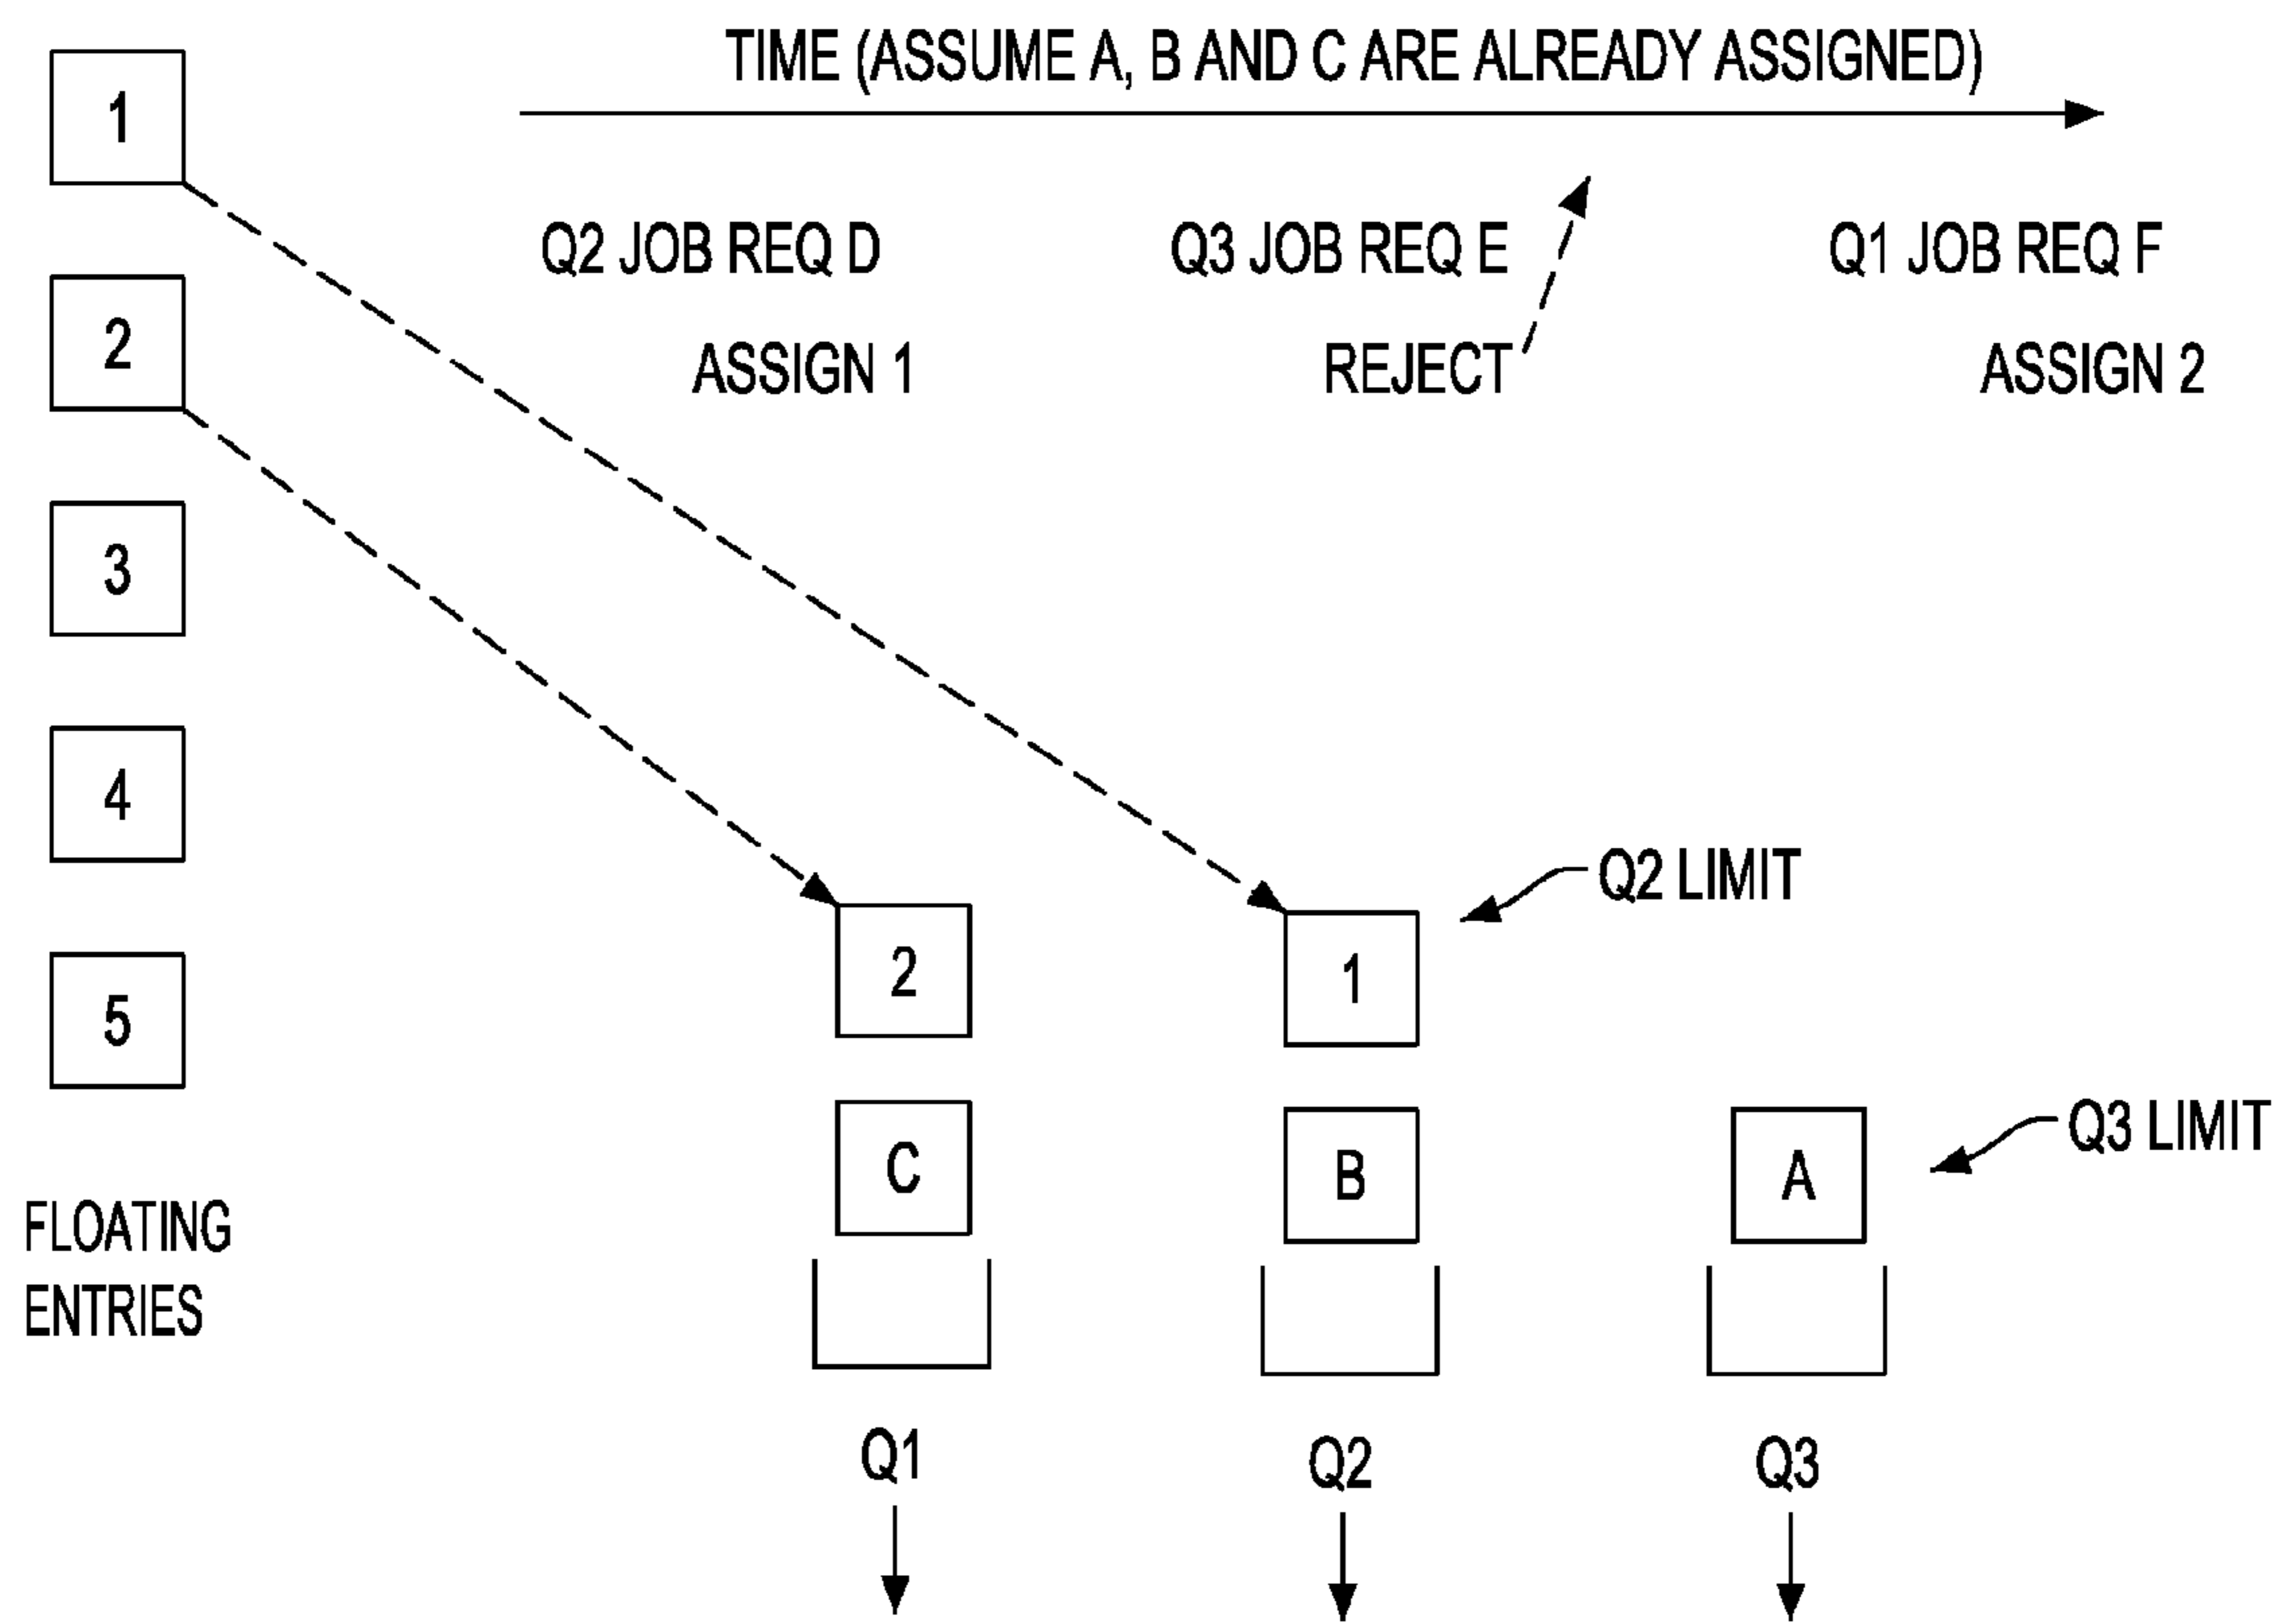 TIME (ASSUME A, B AND C ARE ALREADY ASSIGNED)
1
Q2 JOB REQ D
Q3 JOB REQ E
Q1 JOB REQ F
2
ASSIGN 1
REJECT
ASSIGN 2
3
4
Q2 LIMIT
2
1
5
Q3 LIMIT
C
B
A
FLOATING
ENTRIES
Q1
Q2
Q3